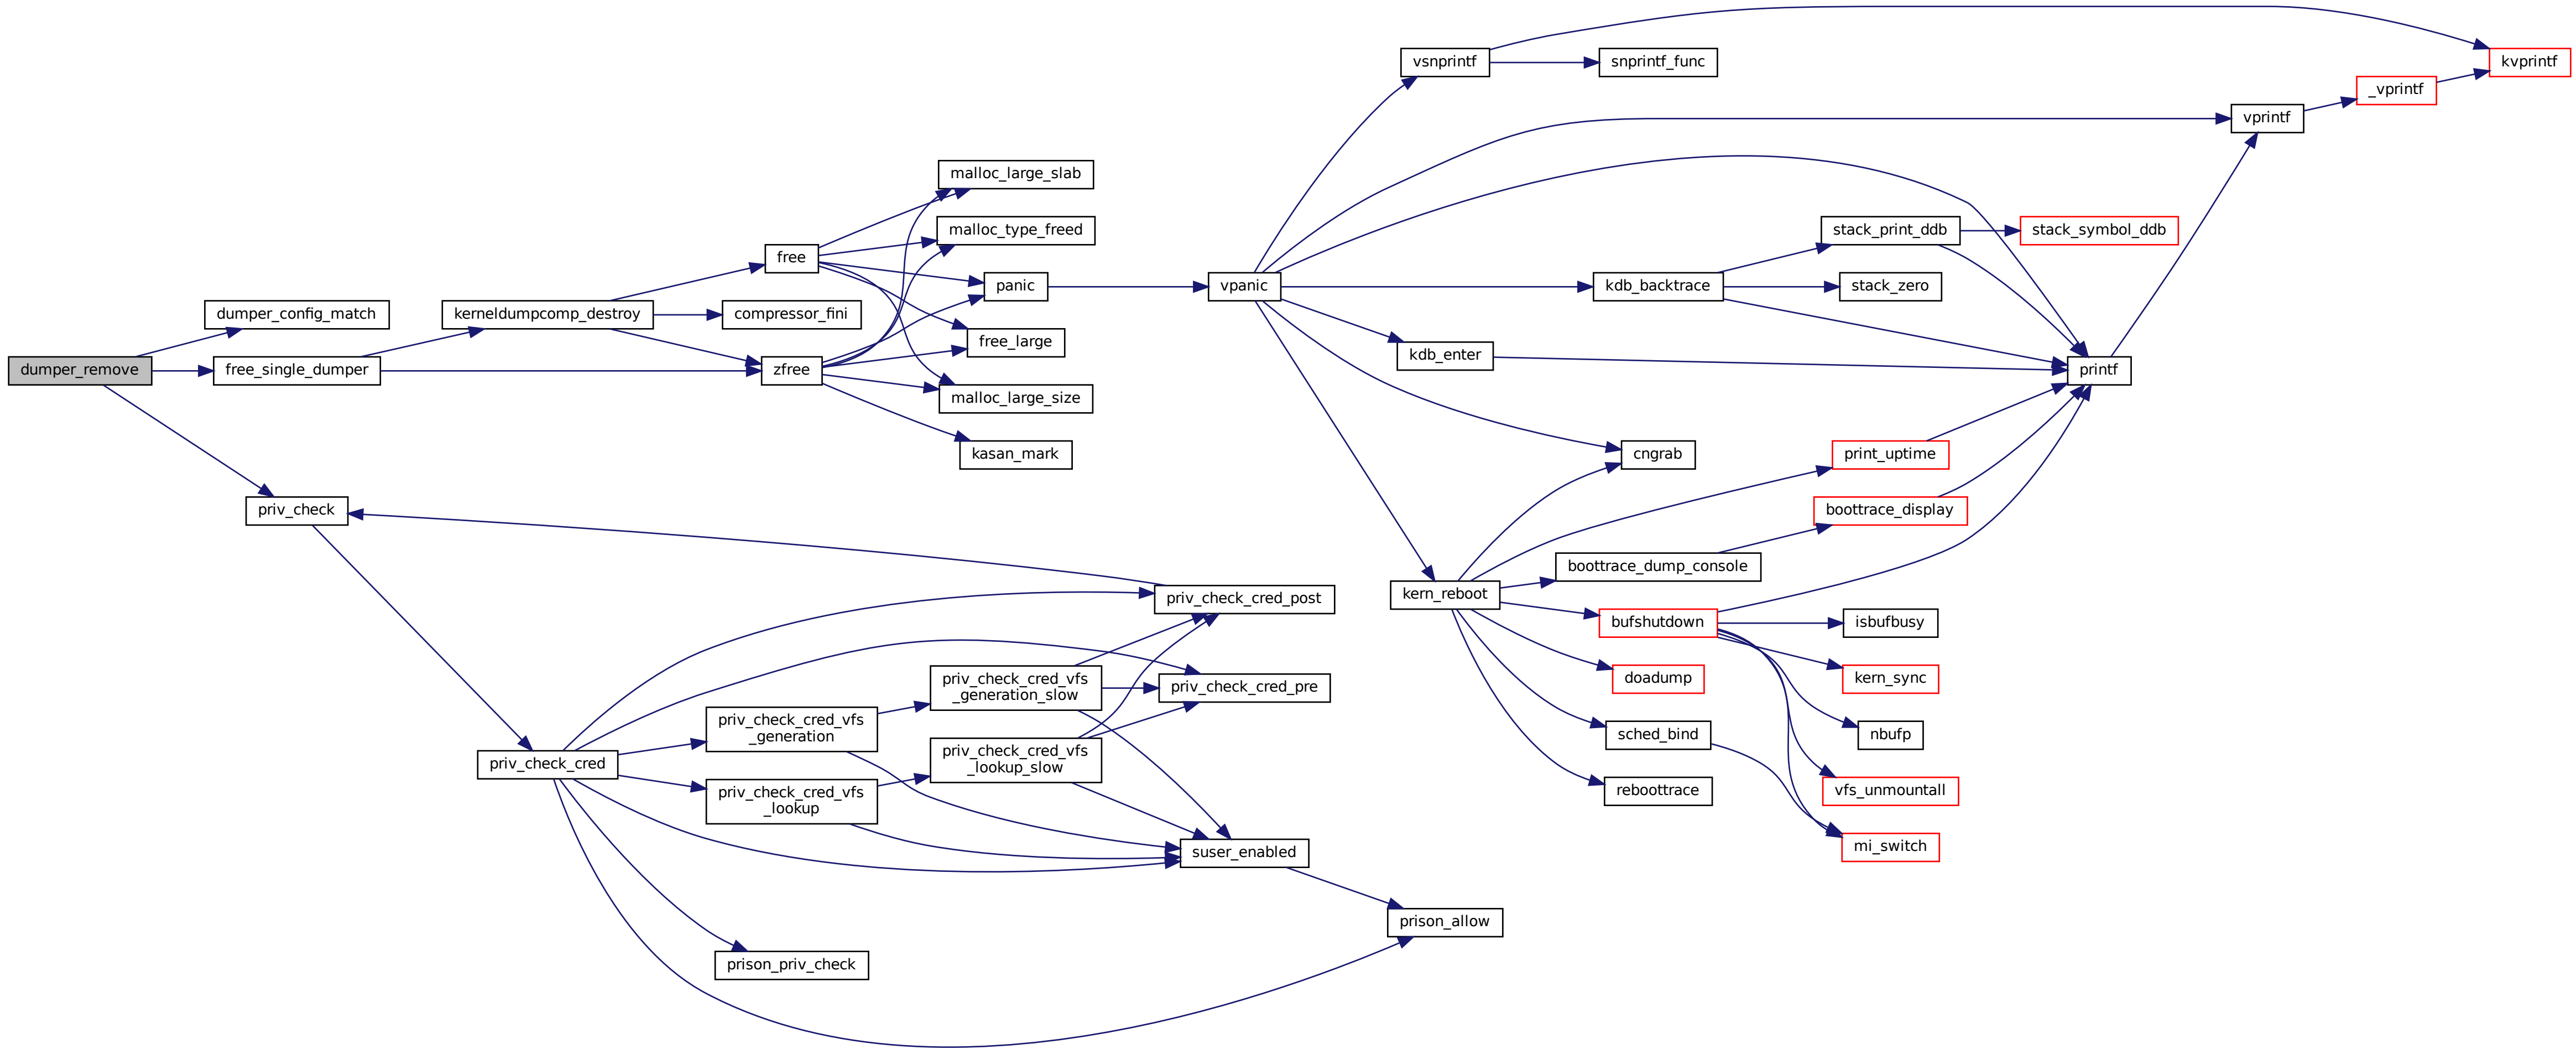 dumper_remove
dumper_config_match
free_single_dumper
priv_check
kerneldumpcomp_destroy
free
compressor_fini
zfree
malloc_large_slab
malloc_type_freed
panic
free_large
malloc_large_size
kasan_mark
vpanic
vsnprintf
snprintf_func
kvprintf
_vprintf
vprintf
kdb_backtrace
stack_print_ddb
stack_symbol_ddb
stack_zero
kdb_enter
printf
cngrab
print_uptime
boottrace_display
boottrace_dump_console
kern_reboot
bufshutdown
isbufbusy
doadump
kern_sync
sched_bind
nbufp
reboottrace
vfs_unmountall
mi_switch
priv_check_cred
priv_check_cred_post
priv_check_cred_pre
priv_check_cred_vfs
_generation_slow
priv_check_cred_vfs
_generation
priv_check_cred_vfs
_lookup_slow
priv_check_cred_vfs
_lookup
suser_enabled
prison_allow
prison_priv_check